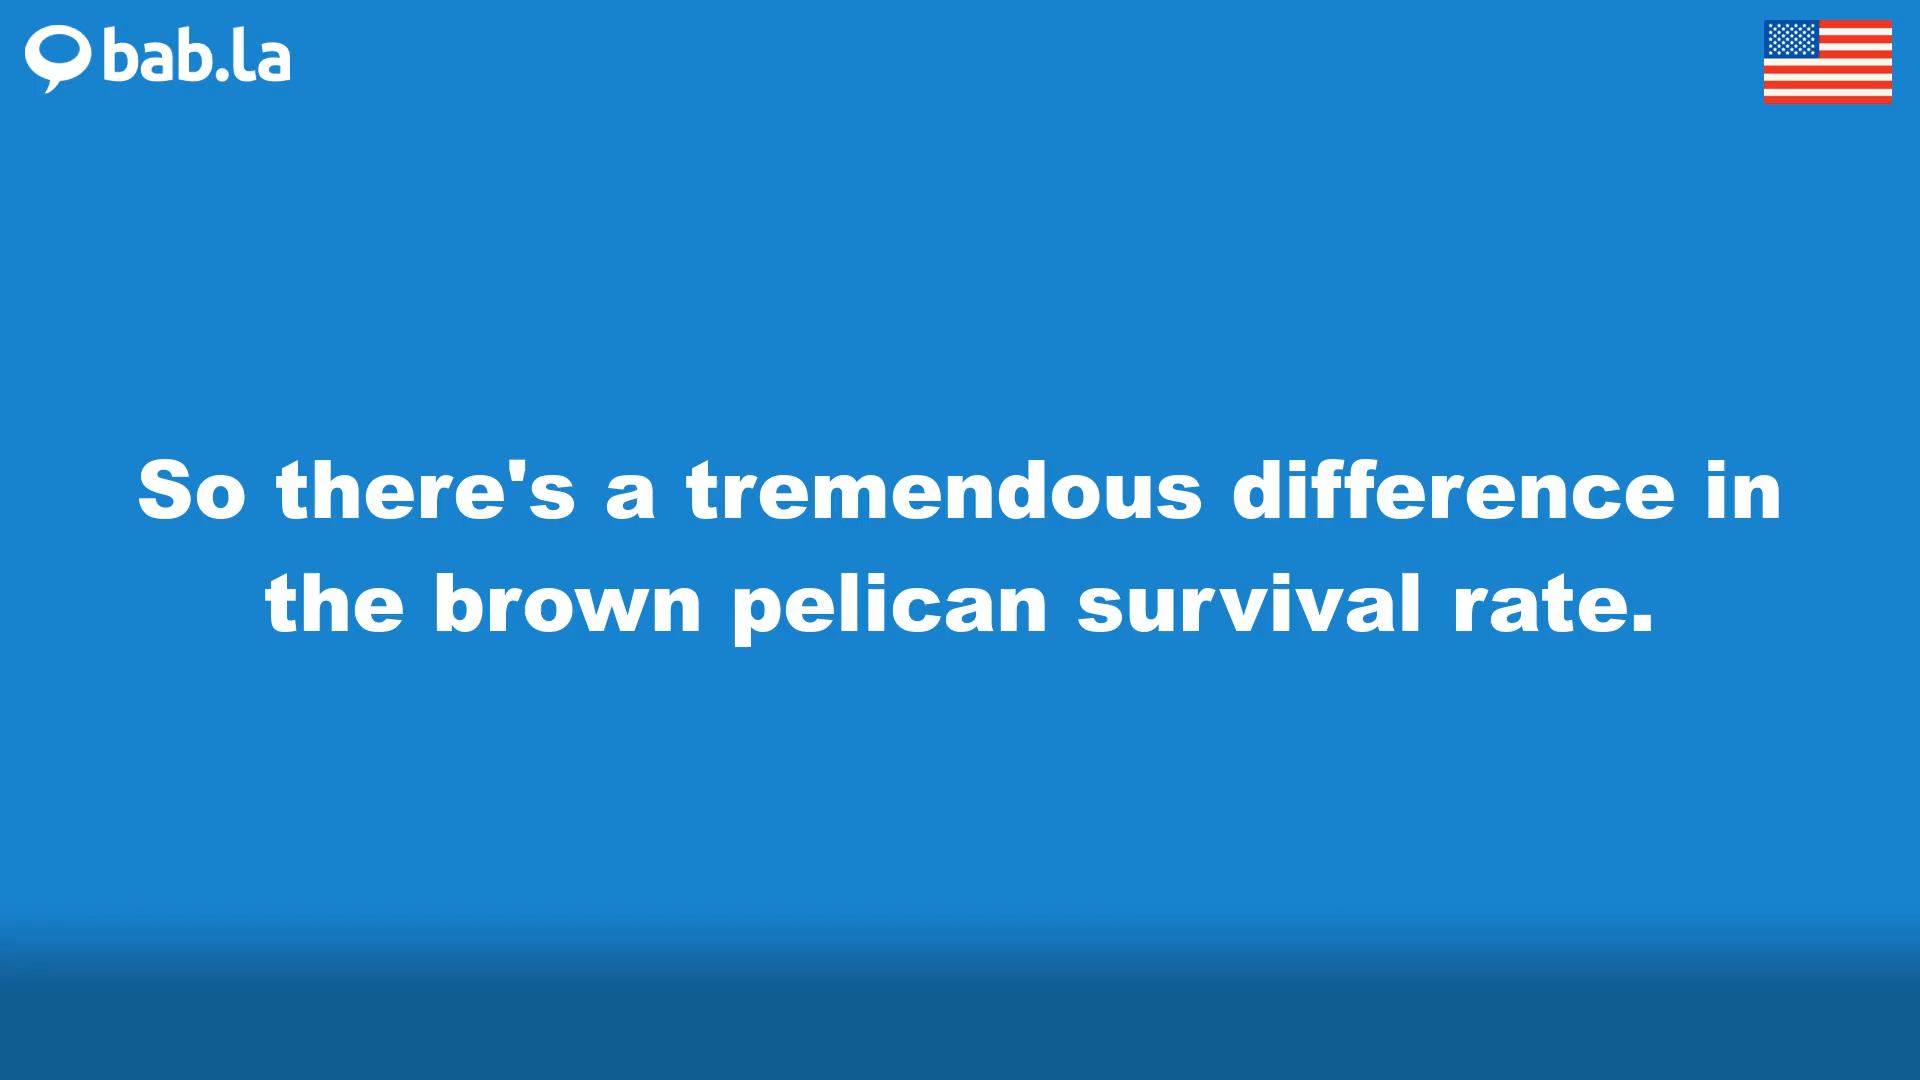 bab.la
So there's a tremendous difference in
the brown pelican survival rate.